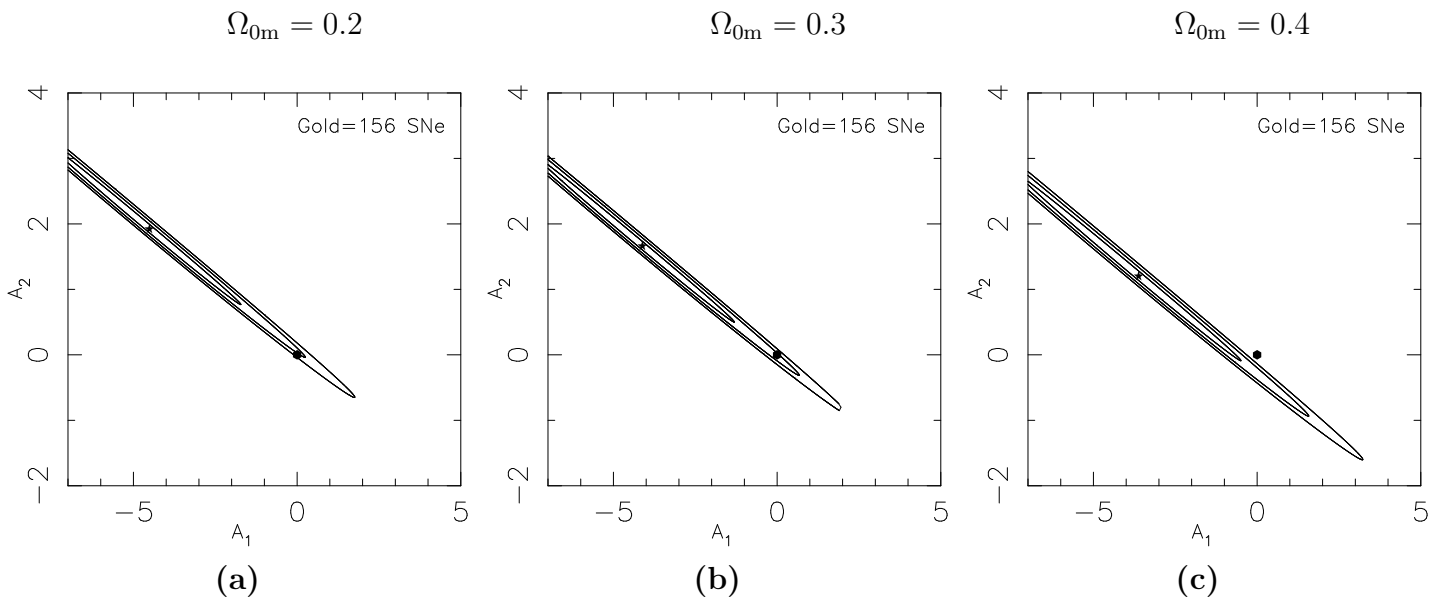 Ω0m = 0.2
Ω0m = 0.3
Ω0m = 0.4
4
2
0
−2
A2
Gold=156 SNe
−5 0 5
A1
(a)
4
2
0
−2
A2
Gold=156 SNe
−5 0 5
A1
(b)
4
2
0
−2
A2
Gold=156 SNe
−5 0 5
A1
(c)